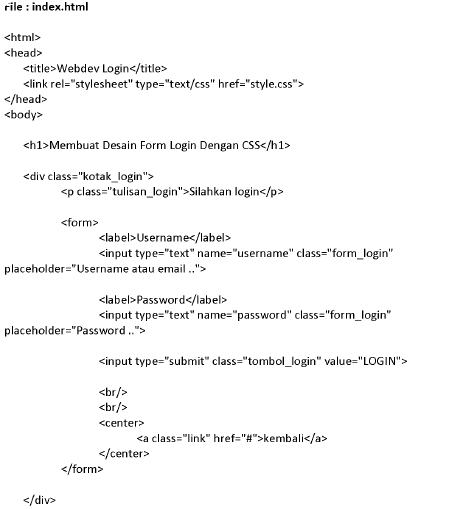 File : index.html
<html>
<head>
<title>Webdev Login</title>
<link rel="stylesheet" type="text/css" href="style.css">
</head>
<body>
<h1>Membuat Desain Form Login Dengan CSS</h1>
<div class="kotak_login">
<p class="tulisan_login">Silahkan login</p>
<form>
<label>Username</label>
<input type="text" name="username" class="form_login"
placeholder="Username atau email ..">
<label>Password</label>
<input type="text" name="password" class="form_login"
placeholder="Password ..">
<input type="submit" class="tombol_login" value="LOGIN">
<br/>
<br/>
<center>
<a class="link" href="#">kembali</a>
</center>
</form>
</div>